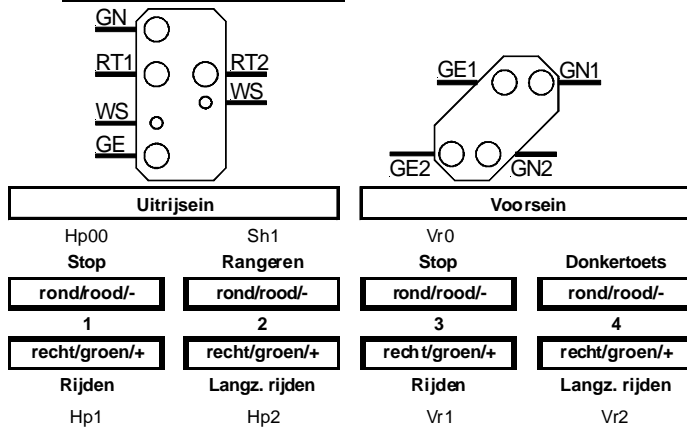 GN
RT1 RT2
WS
WS
GE
GE1 GN1
GE2 GN2
Uitrijsein Voorsein
Hp00 Sh1 Vr0
Stop Rangeren Stop Donkertoets
rond/rood/- rond/rood/- rond/rood/- rond/rood/-
1 2 3 4
recht/groen/+ recht/groen/+ recht/groen/+ recht/groen/+
Rijden Langz. rijden Rijden Langz. rijden
Hp1 Hp2 Vr1 Vr2